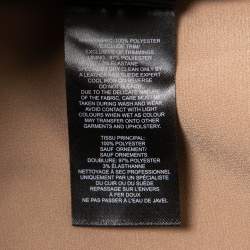 FABRIC: 100% POLYESTER
*EXCLUDE TRIM/
EXCLUSIVE OF TRIMMINGS
LINING: 97% POLYESTER
3% ELASTANE
SPECIALIST DRY CLEAN ONLY BY
A LEATHER AND SUEDE EXPERT
COOL IRON ON REVERSE
DO NOT BLEACH
DUE TO THE DELICATE NATURE
OF THE FABRIC, CARE MUST BE
TAKEN DURING WASH AND WEAR.
AVOID CONTACT WITH LIGHT
COLOURS WHEN WET AS COLOUR
MAY TRANSFER ONTO OTHER
GARMENTS AND UPHOLSTERY.
TISSU PRINCIPAL:
100% POLYESTER
SAUF ORNEMENT/
SAUF ORNEMENTS
DOUBLURE: 97% POLYESTER
3% ÉLASTHANNE
NETTOYAGE A SEC PROFESSIONNEL
UNIQUEMENT PAR UN SPÉCIALISTE
DU CUIR OU DU SUÈDE
REPASSAGE SUR L'ENVERS
À FER DOUX
NE PAS PASSER À L'EAU DE JAVEL